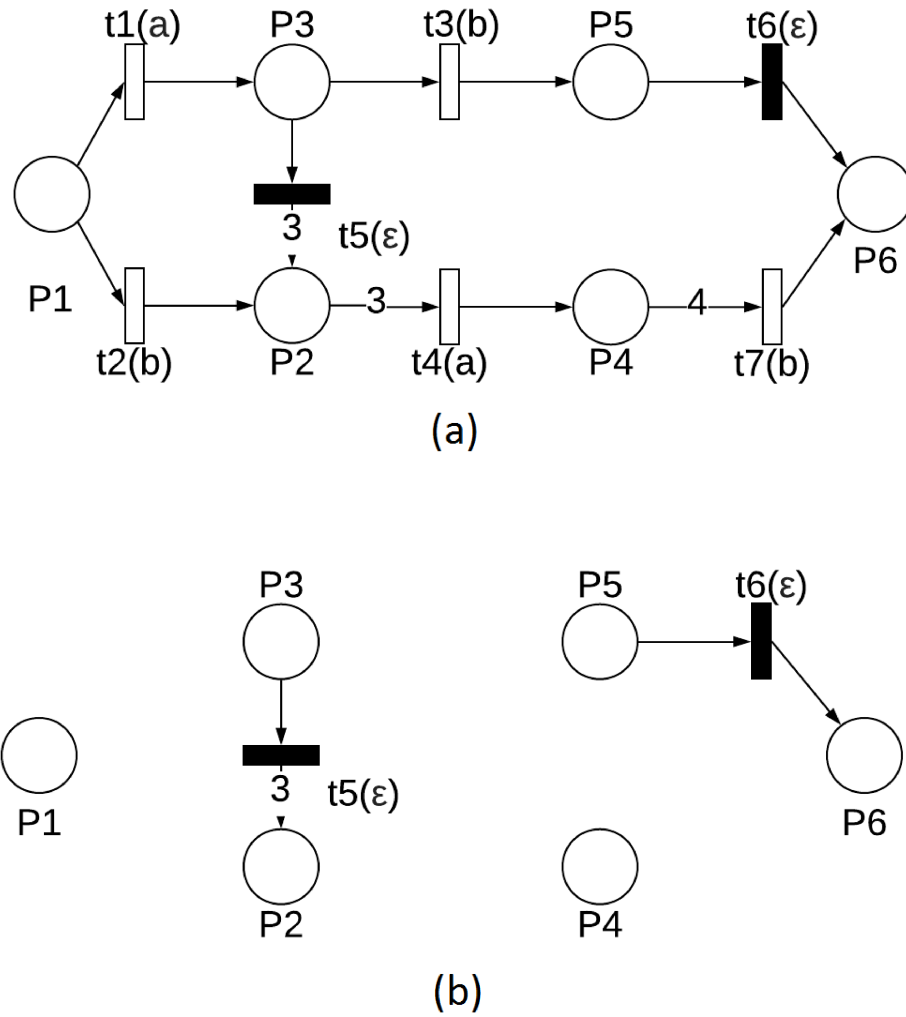 t1(a) P3 t3(b) P5 t6(ε)
3 t5(ε)
P1 P6
3 4
t2(b) P2 t4(a) P4 t7(b)
(a)
P3 P5 t6(ε)
3 t5(ε)
P1 P6
P2 P4
(b)